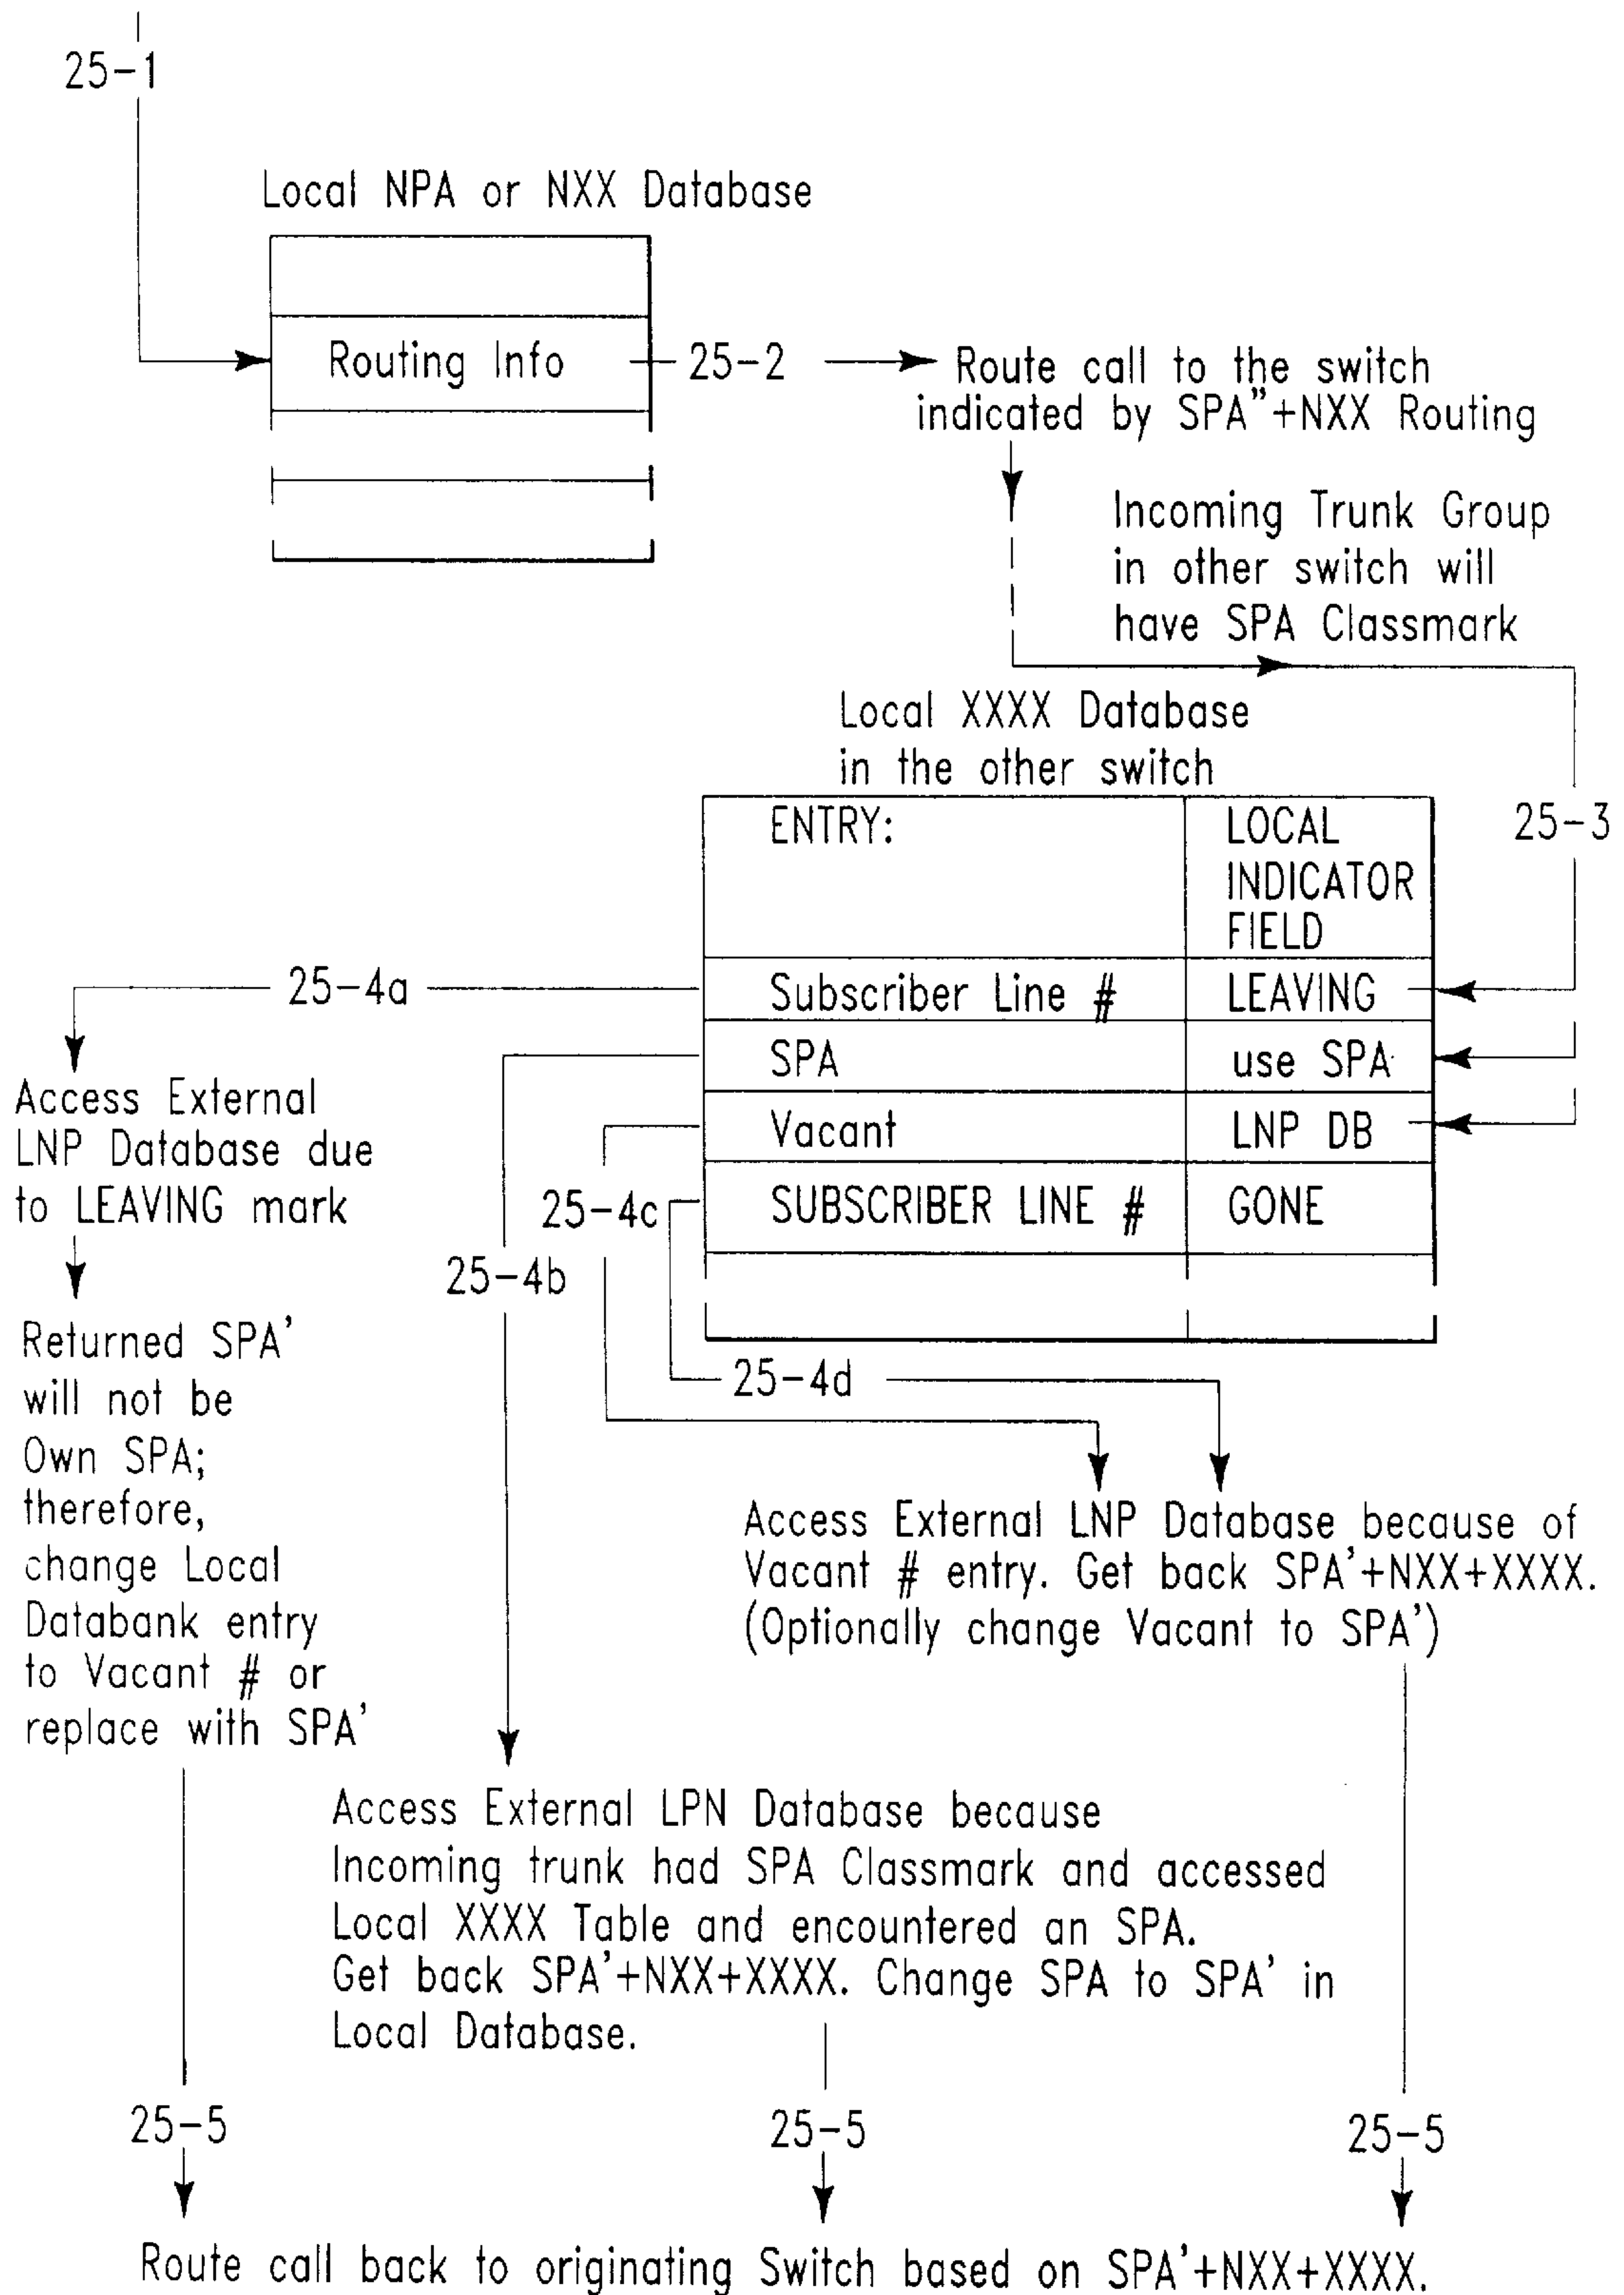 25-1
Local NPA or NXX Database
Routing Info
25-2
Route call to the switch
indicated by SPA"+NXX Routing
Incoming Trunk Group
in other switch will
have SPA Classmark
Local XXXX Database
in the other switch
25-3
ENTRY:
LOCAL
INDICATOR
FIELD
25-4a
Subscriber Line #
LEAVING
SPA
use SPA
Vacant
LNP DB
SUBSCRIBER LINE #
GONE
Access External
LNP Database due
to LEAVING mark
25-4c
25-4b
25-4d
Returned SPA'
will not be
Own SPA;
therefore,
change Local
Databank entry
to Vacant # or
replace with SPA'
Access External LNP Database because of
Vacant # entry. Get back SPA'+NXX+XXXX.
(Optionally change Vacant to SPA')
Access External LPN Database because
Incoming trunk had SPA Classmark and accessed
Local XXXX Table and encountered an SPA.
Get back SPA'+NXX+XXXX. Change SPA to SPA' in
Local Database.
25-5
25-5
25-5
Route call back to originating Switch based on SPA'+NXX+XXXX.